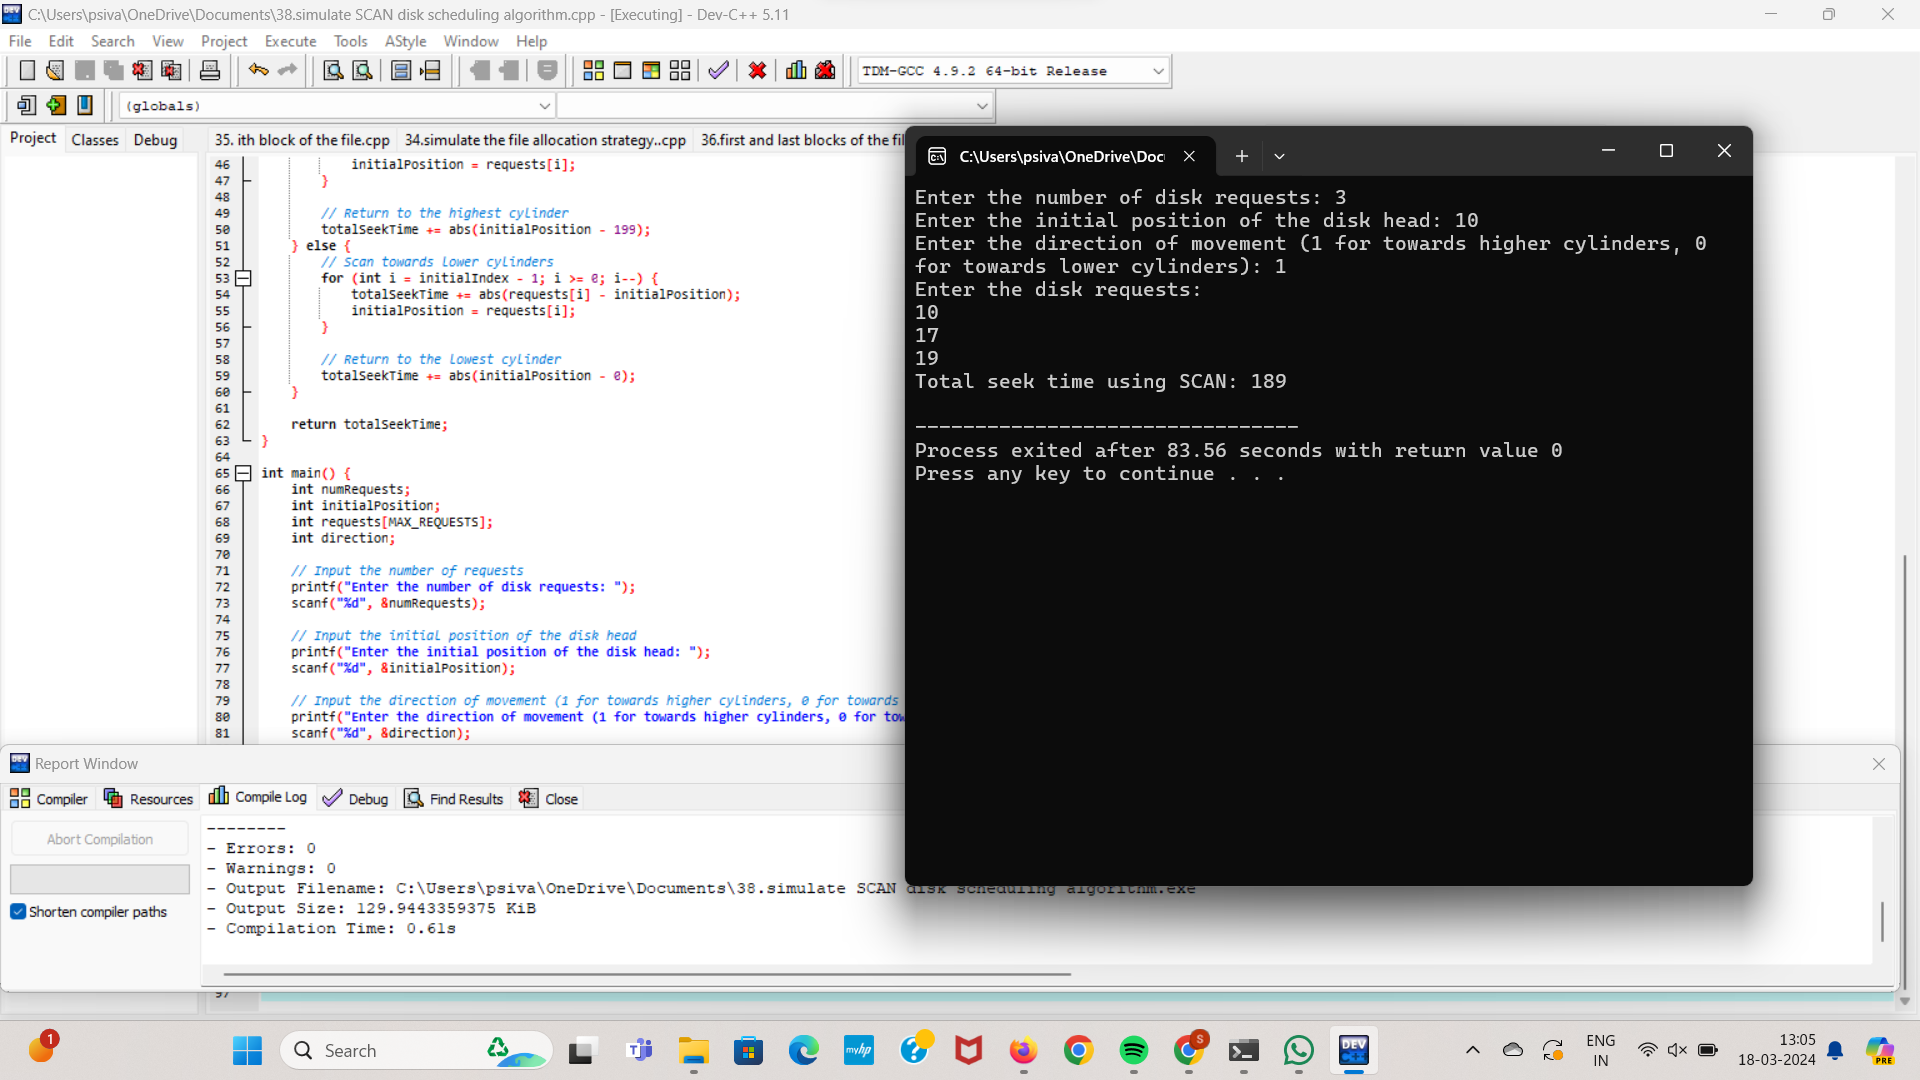 C:\Users\psiva\OneDrive\Documents\38.simulate SCAN disk scheduling algorithm.cpp - [Executing] - Dev-C++ 5.11
File Edit Search View Project Execute Tools AStyle Window Help
TDM-GCC 4.9.2 64-bit Release
(globals)
Project Classes Debug
35. ith block of the file.cpp 34.simulate the file allocation strategy..cpp 36.first and last blocks of the fil
46 initialPosition = requests[i];
47 }
48
49 // Return to the highest cylinder
50 totalSeekTime += abs(initialPosition - 199);
51 } else {
52 // Scan towards lower cylinders
53 for (int i = initialIndex - 1; i >= 0; i--) {
54 totalSeekTime += abs(requests[i] - initialPosition);
55 initialPosition = requests[i];
56 }
57
58 // Return to the lowest cylinder
59 totalSeekTime += abs(initialPosition - 0);
60 }
61
62 return totalSeekTime;
63 }
64
65 int main() {
66 int numRequests;
67 int initialPosition;
68 int requests[MAX_REQUESTS];
69 int direction;
70
71 // Input the number of requests
72 printf("Enter the number of disk requests: ");
73 scanf("%d", &numRequests);
74
75 // Input the initial position of the disk head
76 printf("Enter the initial position of the disk head: ");
77 scanf("%d", &initialPosition);
78
79 // Input the direction of movement (1 for towards higher cylinders, 0 for towards
80 printf("Enter the direction of movement (1 for towards higher cylinders, 0 for tow
81 scanf("%d", &direction);
C:\Users\psiva\OneDrive\Doc
Enter the number of disk requests: 3
Enter the initial position of the disk head: 10
Enter the direction of movement (1 for towards higher cylinders, 0
for towards lower cylinders): 1
Enter the disk requests:
10
17
19
Total seek time using SCAN: 189
--------------------------------
Process exited after 83.56 seconds with return value 0
Press any key to continue . . .
Report Window
Compiler Resources Compile Log Debug Find Results Close
Abort Compilation
Shorten compiler paths
--------
- Errors: 0
- Warnings: 0
- Output Filename: C:\Users\psiva\OneDrive\Documents\38.simulate SCAN disk scheduling algorithm.exe
- Output Size: 129.9443359375 KiB
- Compilation Time: 0.61s
97
1
Search
myhp
S
DEV C++
ENG
IN
13:05
18-03-2024
PRE